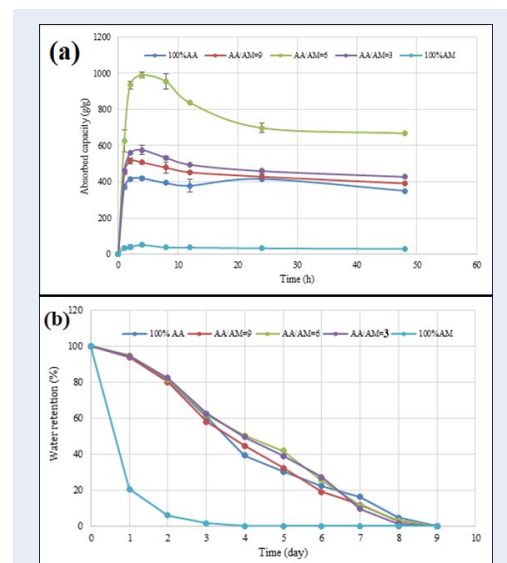 (a)
100%AA AA/AM=9 AA/AM=6 AA/AM=3 100%AM
Absorbed capacity (g/g)
1200
1000
800
600
400
200
0
0 10 20 30 40 50 60
Time (h)
(b)
100% AA AA/AM=9 AA/AM=6 AA/AM=3 100%AM
Water retention (%)
120
100
80
60
40
20
0
0 1 2 3 4 5 6 7 8 9 10
Time (day)